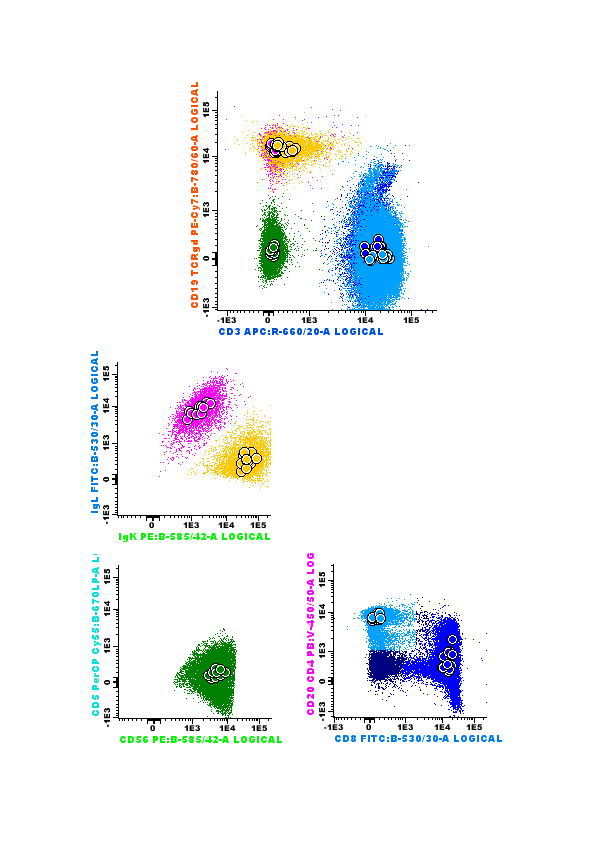 CD19 TCRgd PE-Cy7:B-780/60-A LOGICAL
1E5
1E4
1E3
0
-1E3
-1E3
0
1E3
1E4
1E5
CD3 APC:R-660/20-A LOGICAL
IgL FITC:B-530/30-A LOGICAL
1E5
1E4
1E3
0
-1E3
0
1E3
1E4
1E5
IgK PE:B-585/42-A LOGICAL
CD5 PerCP Cy55:B-670LP-A L
1E5
1E4
1E3
0
-1E3
0
1E3
1E4
1E5
CD56 PE:B-585/42-A LOGICAL
CD20 CD4 PB:V-450/50-A LOG
1E5
1E4
1E3
0
-1E3
0
1E3
1E4
1E5
CD8 FITC:B-530/30-A LOGICAL